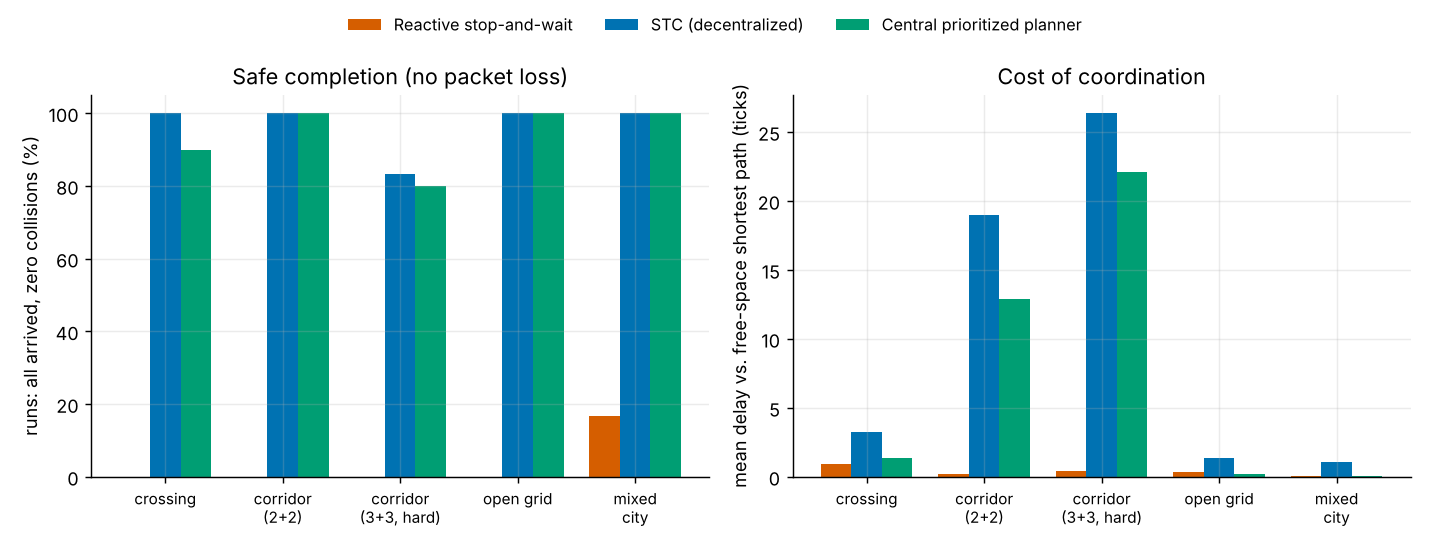 Reactive stop-and-wait
STC (decentralized)
Central prioritized planner
Safe completion (no packet loss)
runs: all arrived, zero collisions (%)
100
80
60
40
20
0
crossing
corridor
(2+2)
corridor
(3+3, hard)
open grid
mixed
city
Cost of coordination
mean delay vs. free-space shortest path (ticks)
25
20
15
10
5
0
crossing
corridor
(2+2)
corridor
(3+3, hard)
open grid
mixed
city